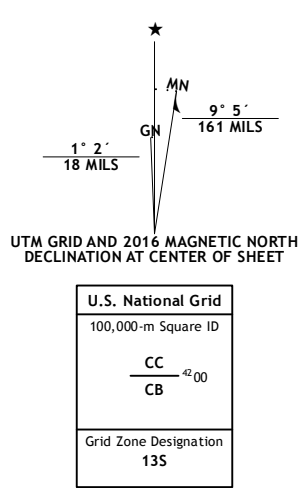 ★
MN
GN
9° 5´
161 MILS
1° 2´
18 MILS
UTM GRID AND 2016 MAGNETIC NORTH
DECLINATION AT CENTER OF SHEET
U.S. National Grid
100,000-m Square ID
CC
⁴²00
CB
Grid Zone Designation
13S